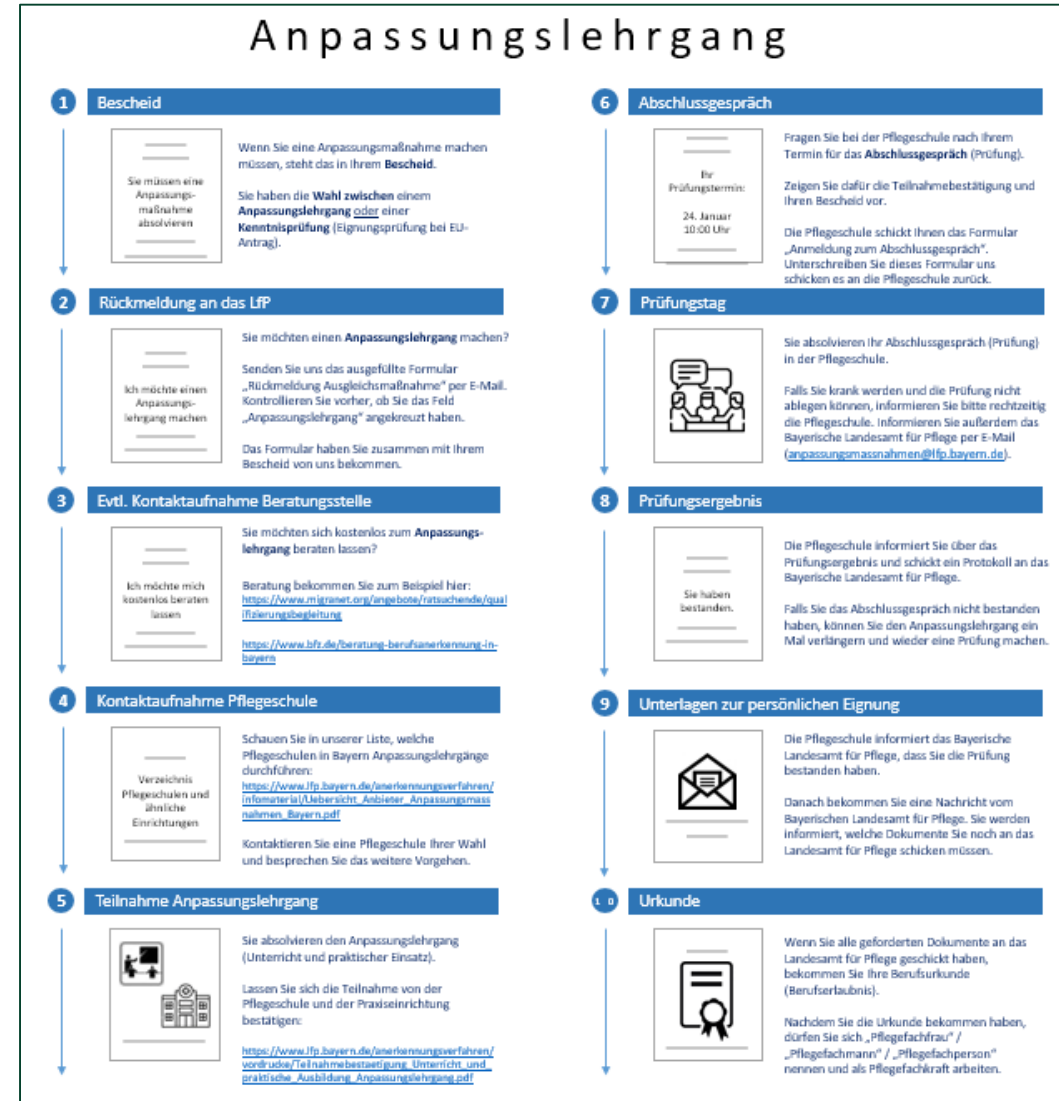 Anpassungslehrgang
1 Bescheid
Sie müssen eine
Anpassungs-
maßnahme
absolvieren
Wenn Sie eine Anpassungsmaßnahme machen
müssen, steht das in Ihrem Bescheid.
Sie haben die Wahl zwischen einem
Anpassungslehrgang oder einer
Kenntnisprüfung (Eignungsprüfung bei EU-
Antrag).
2 Rückmeldung an das LfP
Ich möchte einen
Anpassungs-
lehrgang machen
Sie möchten einen Anpassungslehrgang machen?
Senden Sie uns das ausgefüllte Formular
„Rückmeldung Ausgleichsmaßnahme“ per E-Mail.
Kontrollieren Sie vorher, ob Sie das Feld
„Anpassungslehrgang“ angekreuzt haben.
Das Formular haben Sie zusammen mit Ihrem
Bescheid von uns bekommen.
3 Evtl. Kontaktaufnahme Beratungsstelle
Ich möchte mich
kostenlos beraten
lassen
Sie möchten sich kostenlos zum Anpassungs-
lehrgang beraten lassen?
Beratung bekommen Sie zum Beispiel hier:
https://www.migranet.org/angebote/ratsuchende/qual
ifizierungsbegleitung
https://www.bfz.de/beratung-berufsanerkennung-in-
bayern
4 Kontaktaufnahme Pflegeschule
Verzeichnis
Pflegeschulen und
ähnliche
Einrichtungen
Schauen Sie in unserer Liste, welche
Pflegeschulen in Bayern Anpassungslehrgänge
durchführen:
https://www.lfp.bayern.de/anerkennungsverfahren/
infomaterial/Uebersicht_Anbieter_Anpassungsmass
nahmen_Bayern.pdf
Kontaktieren Sie eine Pflegeschule Ihrer Wahl
und besprechen Sie das weitere Vorgehen.
5 Teilnahme Anpassungslehrgang
Sie absolvieren den Anpassungslehrgang
(Unterricht und praktischer Einsatz).
Lassen Sie sich die Teilnahme von der
Pflegeschule und der Praxiseinrichtung
bestätigen:
https://www.lfp.bayern.de/anerkennungsverfahren/
vordrucke/Teilnahmebestaetigung_Unterricht_und_
praktische_Ausbildung_Anpassungslehrgang.pdf
6 Abschlussgespräch
Ihr
Prüfungstermin:
24. Januar
10:00 Uhr
Fragen Sie bei der Pflegeschule nach Ihrem
Termin für das Abschlussgespräch (Prüfung).
Zeigen Sie dafür die Teilnahmebestätigung und
Ihren Bescheid vor.
Die Pflegeschule schickt Ihnen das Formular
„Anmeldung zum Abschlussgespräch“.
Unterschreiben Sie dieses Formular uns
schicken es an die Pflegeschule zurück.
7 Prüfungstag
Sie absolvieren Ihr Abschlussgespräch (Prüfung)
in der Pflegeschule.
Falls Sie krank werden und die Prüfung nicht
ablegen können, informieren Sie bitte rechtzeitig
die Pflegeschule. Informieren Sie außerdem das
Bayerische Landesamt für Pflege per E-Mail
(anpassungsmassnahmen@lfp.bayern.de).
8 Prüfungsergebnis
Sie haben
bestanden.
Die Pflegeschule informiert Sie über das
Prüfungsergebnis und schickt ein Protokoll an das
Bayerische Landesamt für Pflege.
Falls Sie das Abschlussgespräch nicht bestanden
haben, können Sie den Anpassungslehrgang ein
Mal verlängern und wieder eine Prüfung machen.
9 Unterlagen zur persönlichen Eignung
Die Pflegeschule informiert das Bayerische
Landesamt für Pflege, dass Sie die Prüfung
bestanden haben.
Danach bekommen Sie eine Nachricht vom
Bayerischen Landesamt für Pflege. Sie werden
informiert, welche Dokumente Sie noch an das
Landesamt für Pflege schicken müssen.
10 Urkunde
Wenn Sie alle geforderten Dokumente an das
Landesamt für Pflege geschickt haben,
bekommen Sie Ihre Berufsurkunde
(Berufserlaubnis).
Nachdem Sie die Urkunde bekommen haben,
dürfen Sie sich „Pflegefachfrau“ /
„Pflegefachmann“ / „Pflegefachperson“
nennen und als Pflegefachkraft arbeiten.